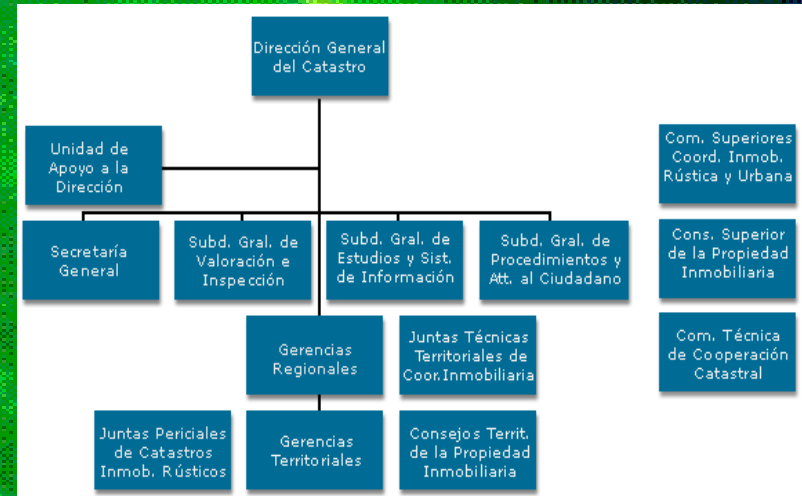 Dirección General
del Catastro
Unidad de
Apoyo a la
Dirección
Com. Superiores
Coord. Inmob.
Rústica y Urbana
Secretaría
General
Subd. Gral. de
Valoración e
Inspección
Subd. Gral. de
Estudios y Sist.
de Información
Subd. Gral. de
Procedimientos y
Att. al Ciudadano
Cons. Superior
de la Propiedad
Inmobiliaria
Gerencias
Regionales
Juntas Técnicas
Territoriales de
Coor.Inmobiliaria
Com. Técnica
de Cooperación
Catastral
Juntas Periciales
de Catastros
Inmob. Rústicos
Gerencias
Territoriales
Consejos Territ.
de la Propiedad
Inmobiliaria